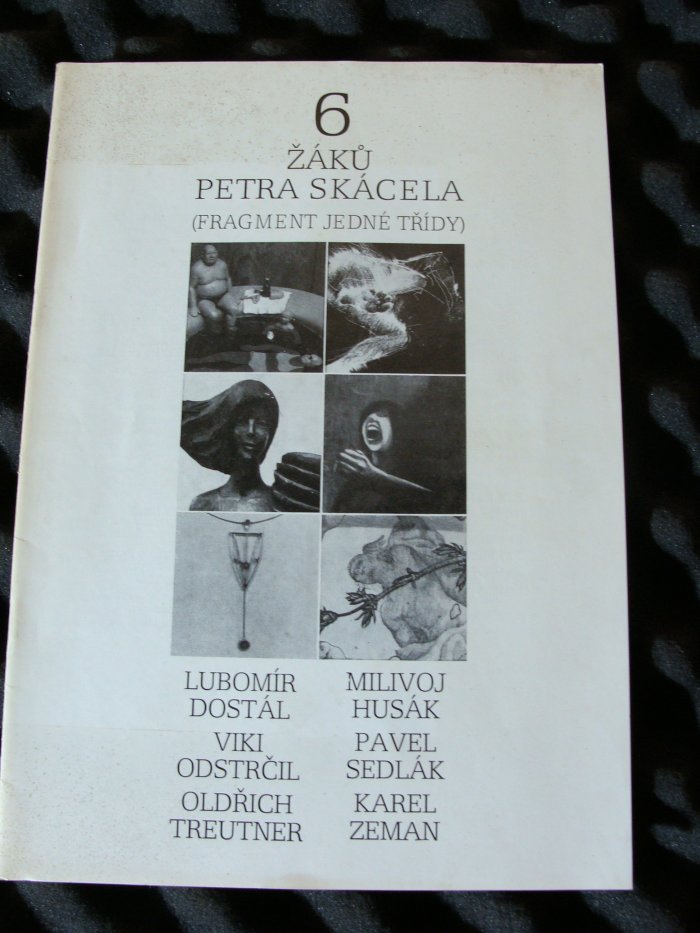 6
ŽÁKŮ
PETRA SKÁCELA
(FRAGMENT JEDNÉ TŘÍDY)
LUBOMÍR
DOSTÁL
MILIVOJ
HUSÁK
VIKI
ODSTRČIL
PAVEL
SEDLÁK
OLDŘICH
TREUTNER
KAREL
ZEMAN